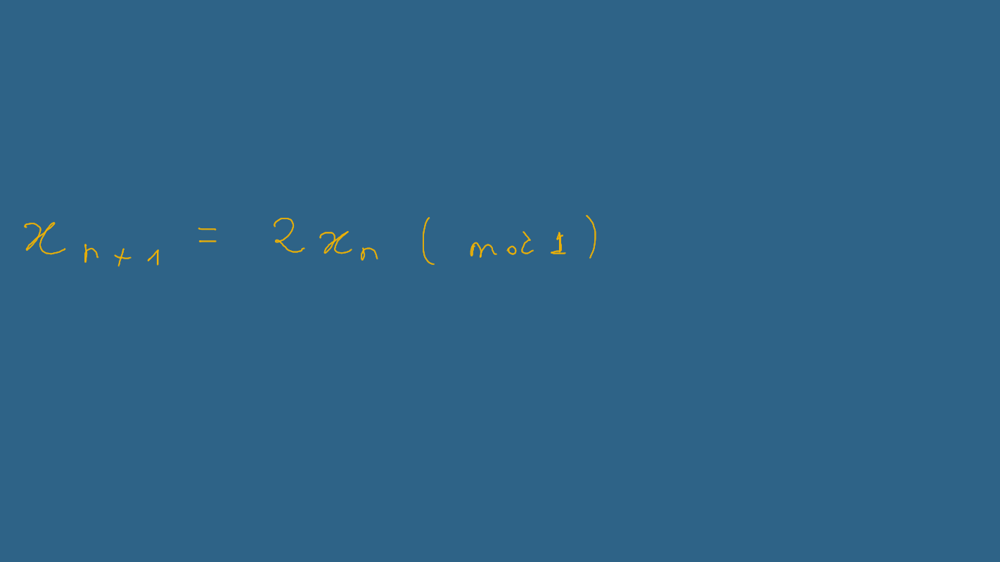 x_{n+1} = 2x_n (mod 1)